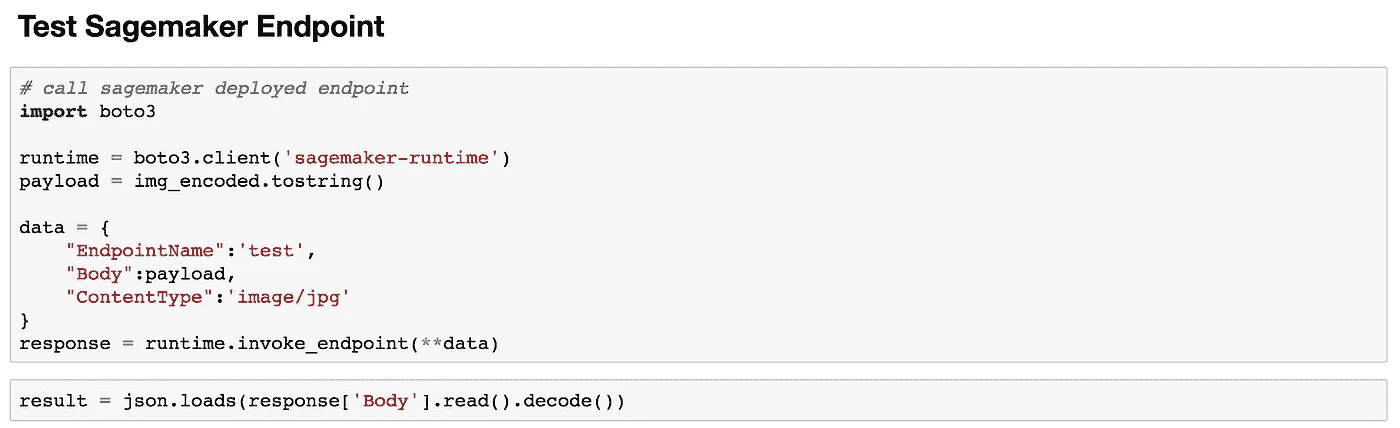 Test Sagemaker Endpoint
# call sagemaker deployed endpoint
import boto3
runtime = boto3.client('sagemaker-runtime')
payload = img_encoded.tostring()
data = {
    "EndpointName":'test',
    "Body":payload,
    "ContentType":'image/jpg'
}
response = runtime.invoke_endpoint(**data)
result = json.loads(response['Body'].read().decode())